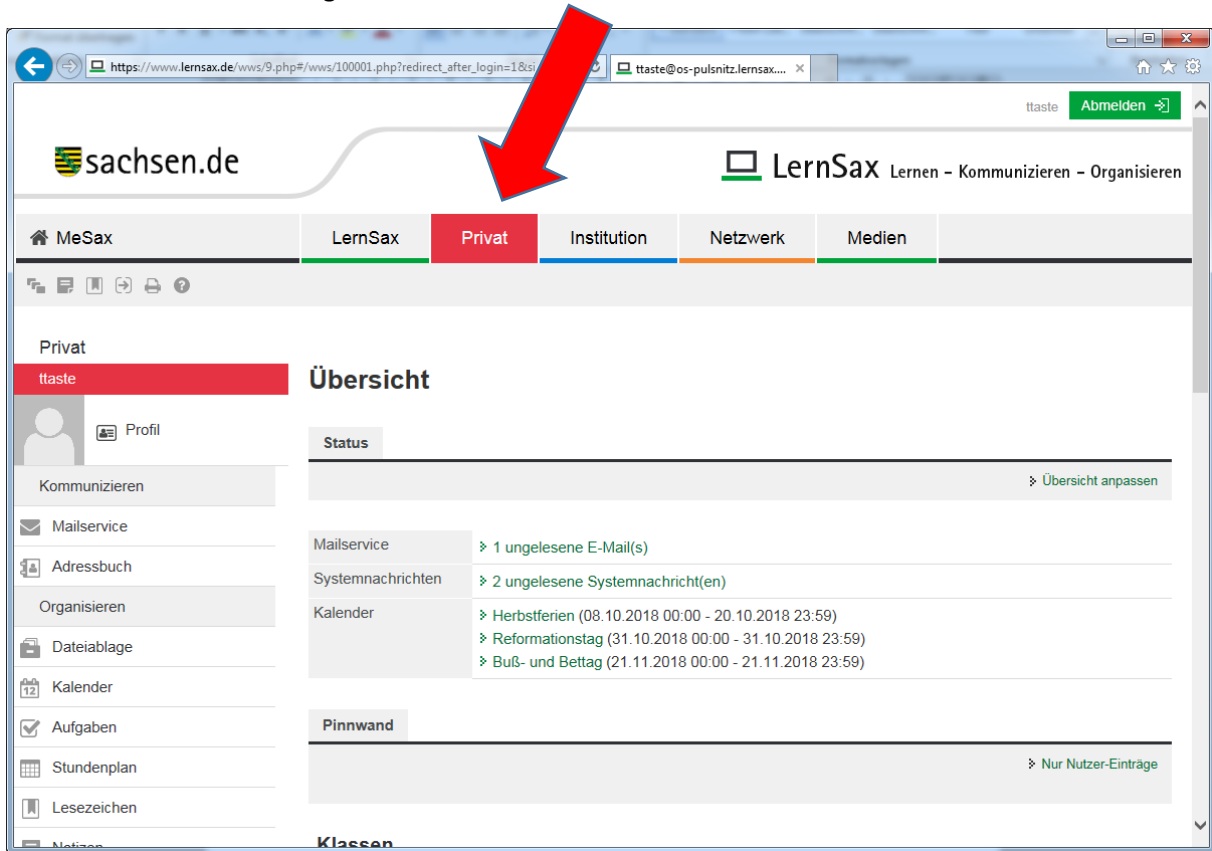 https://www.lernsax.de/wws/9.php#/wws/100001.php?redirect_after_login=1&si
ttaste@os-pulsnitz.lernsax....
ttaste Abmelden
sachsen.de
LernSax Lernen – Kommunizieren – Organisieren
MeSax LernSax Privat Institution Netzwerk Medien
Privat
ttaste
Profil
Kommunizieren
Mailservice
Adressbuch
Organisieren
Dateiablage
12
Kalender
Aufgaben
Stundenplan
Lesezeichen
Notizen
Übersicht
Status
Übersicht anpassen
Mailservice 1 ungelesene E-Mail(s)
Systemnachrichten 2 ungelesene Systemnachricht(en)
Kalender Herbstferien (08.10.2018 00:00 - 20.10.2018 23:59)
Reformationstag (31.10.2018 00:00 - 31.10.2018 23:59)
Buß- und Bettag (21.11.2018 00:00 - 21.11.2018 23:59)
Pinnwand
Nur Nutzer-Einträge
Klassen